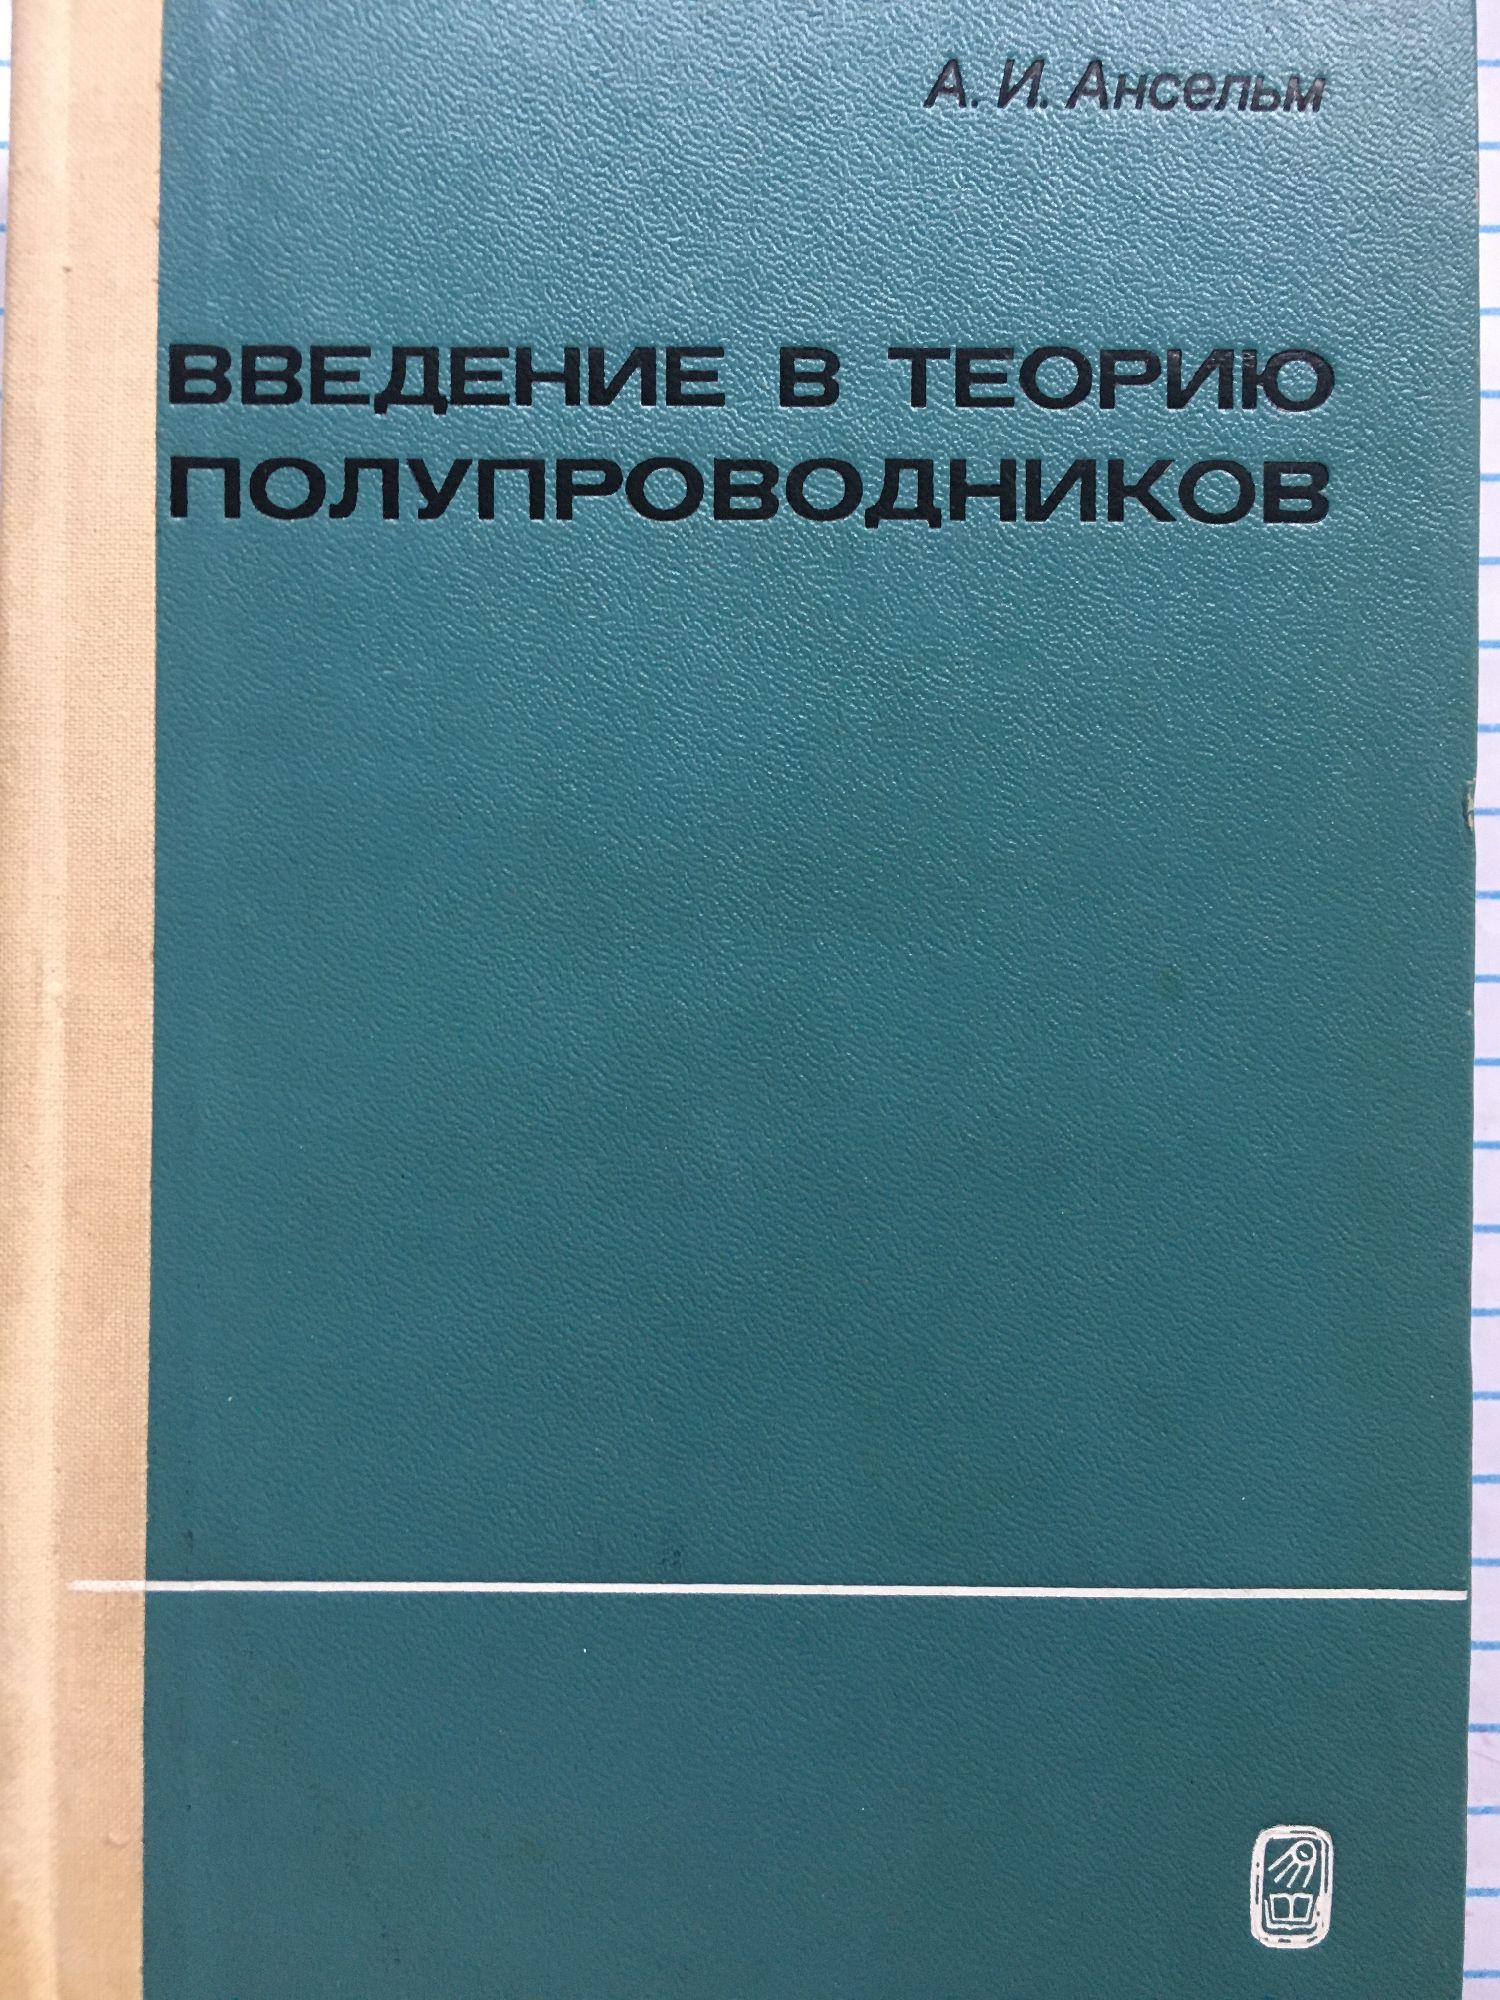 А. И. Ансельм
ВВЕДЕНИЕ В ТЕОРИЮ
ПОЛУПРОВОДНИКОВ